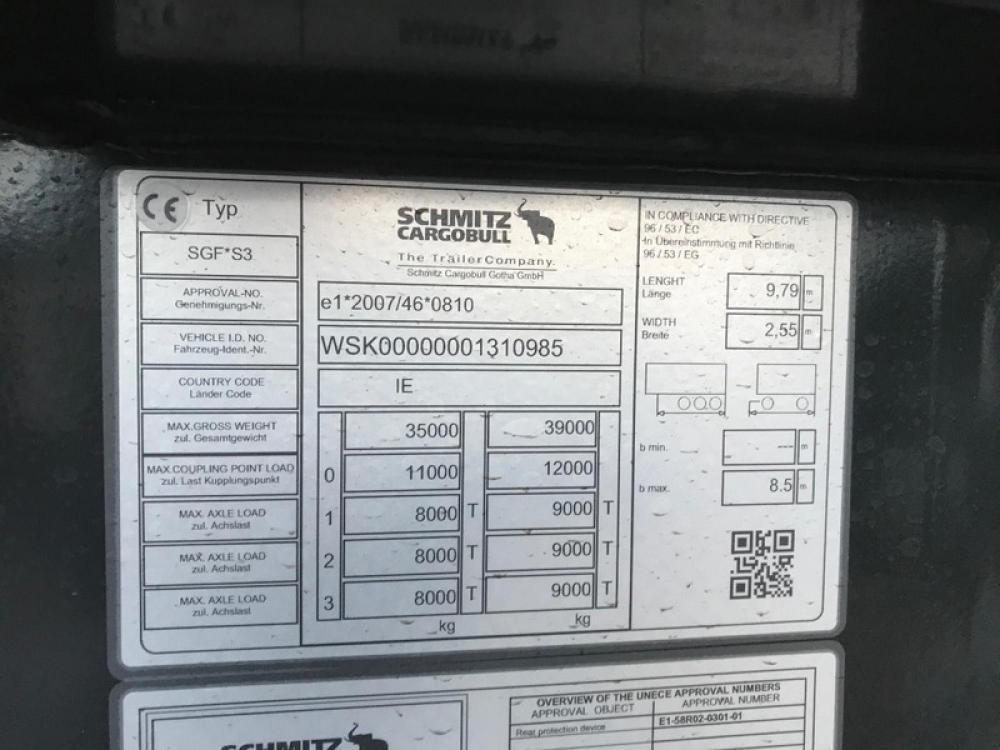 CE Typ
SGF*S3
APPROVAL-NO.
Genehmigungs-Nr.
VEHICLE I.D. NO.
Fahrzeug-Ident.-Nr.
COUNTRY CODE
Länder Code
MAX.GROSS WEIGHT
zul. Gesamtgewicht
MAX.COUPLING POINT LOAD
zul. Last Kupplungspunkt
MAX. AXLE LOAD
zul. Achslast
MAX. AXLE LOAD
zul. Achslast
MAX. AXLE LOAD
zul. Achslast
SCHMITZ
CARGOBULL
The Trailer Company.
Schmitz Cargobull Gotha GmbH
e1*2007/46*0810
WSK00000001310985
IE
35000 39000
0 11000 12000
1 8000 T 9000 T
2 8000 T 9000 T
3 8000 T 9000 T
kg kg
IN COMPLIANCE WITH DIRECTIVE
96 / 53 / EC
In Übereinstimmung mit Richtlinie
96 / 53 / EG
LENGHT
Länge
9,79 m
WIDTH
Breite
2,55 m
b min. --- m
b max. 8.5 m
SCHMITZ
OVERVIEW OF THE UNECE APPROVAL NUMBERS
APPROVAL OBJECT APPROVAL NUMBER
Rear protection device E1-58R02-0301-01